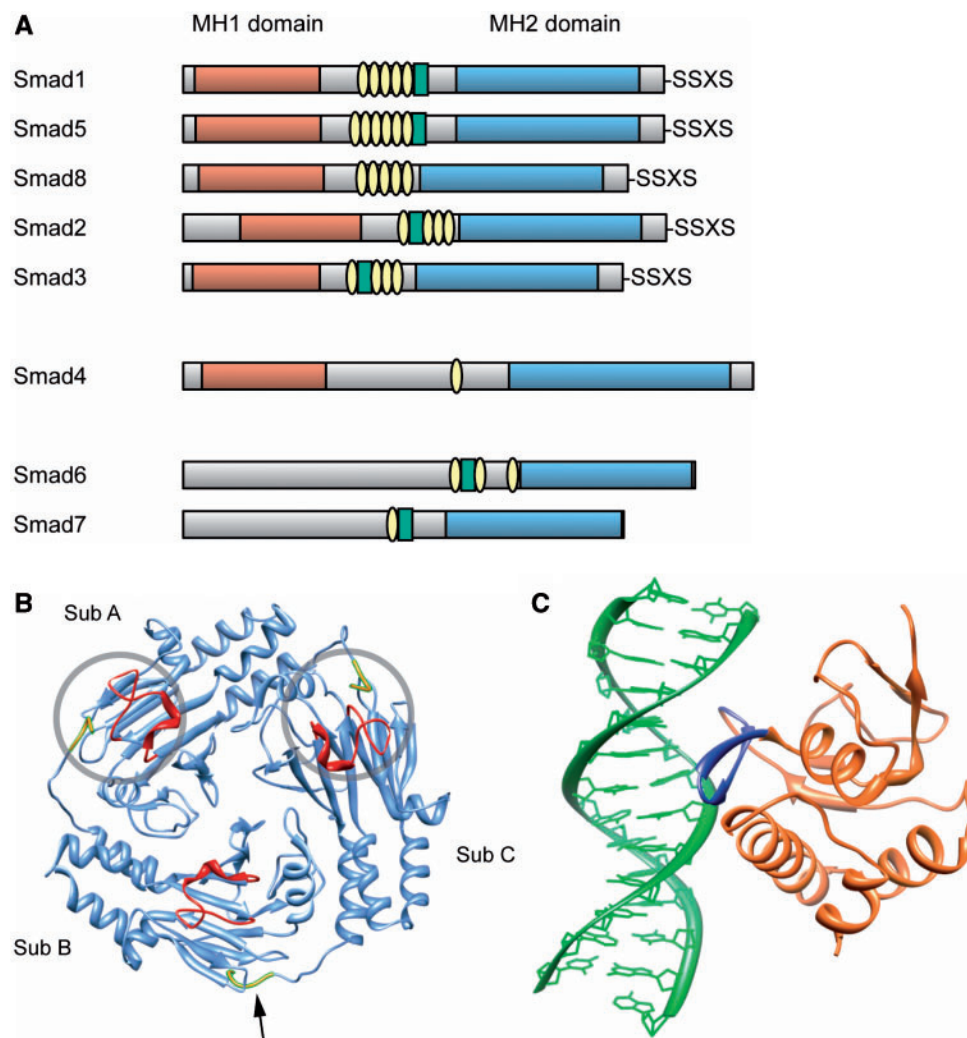 A
MH1 domain MH2 domain
Smad1 -SSXS
Smad5 -SSXS
Smad8 -SSXS
Smad2 -SSXS
Smad3 -SSXS
Smad4
Smad6
Smad7
B
Sub A
Sub C
Sub B
C